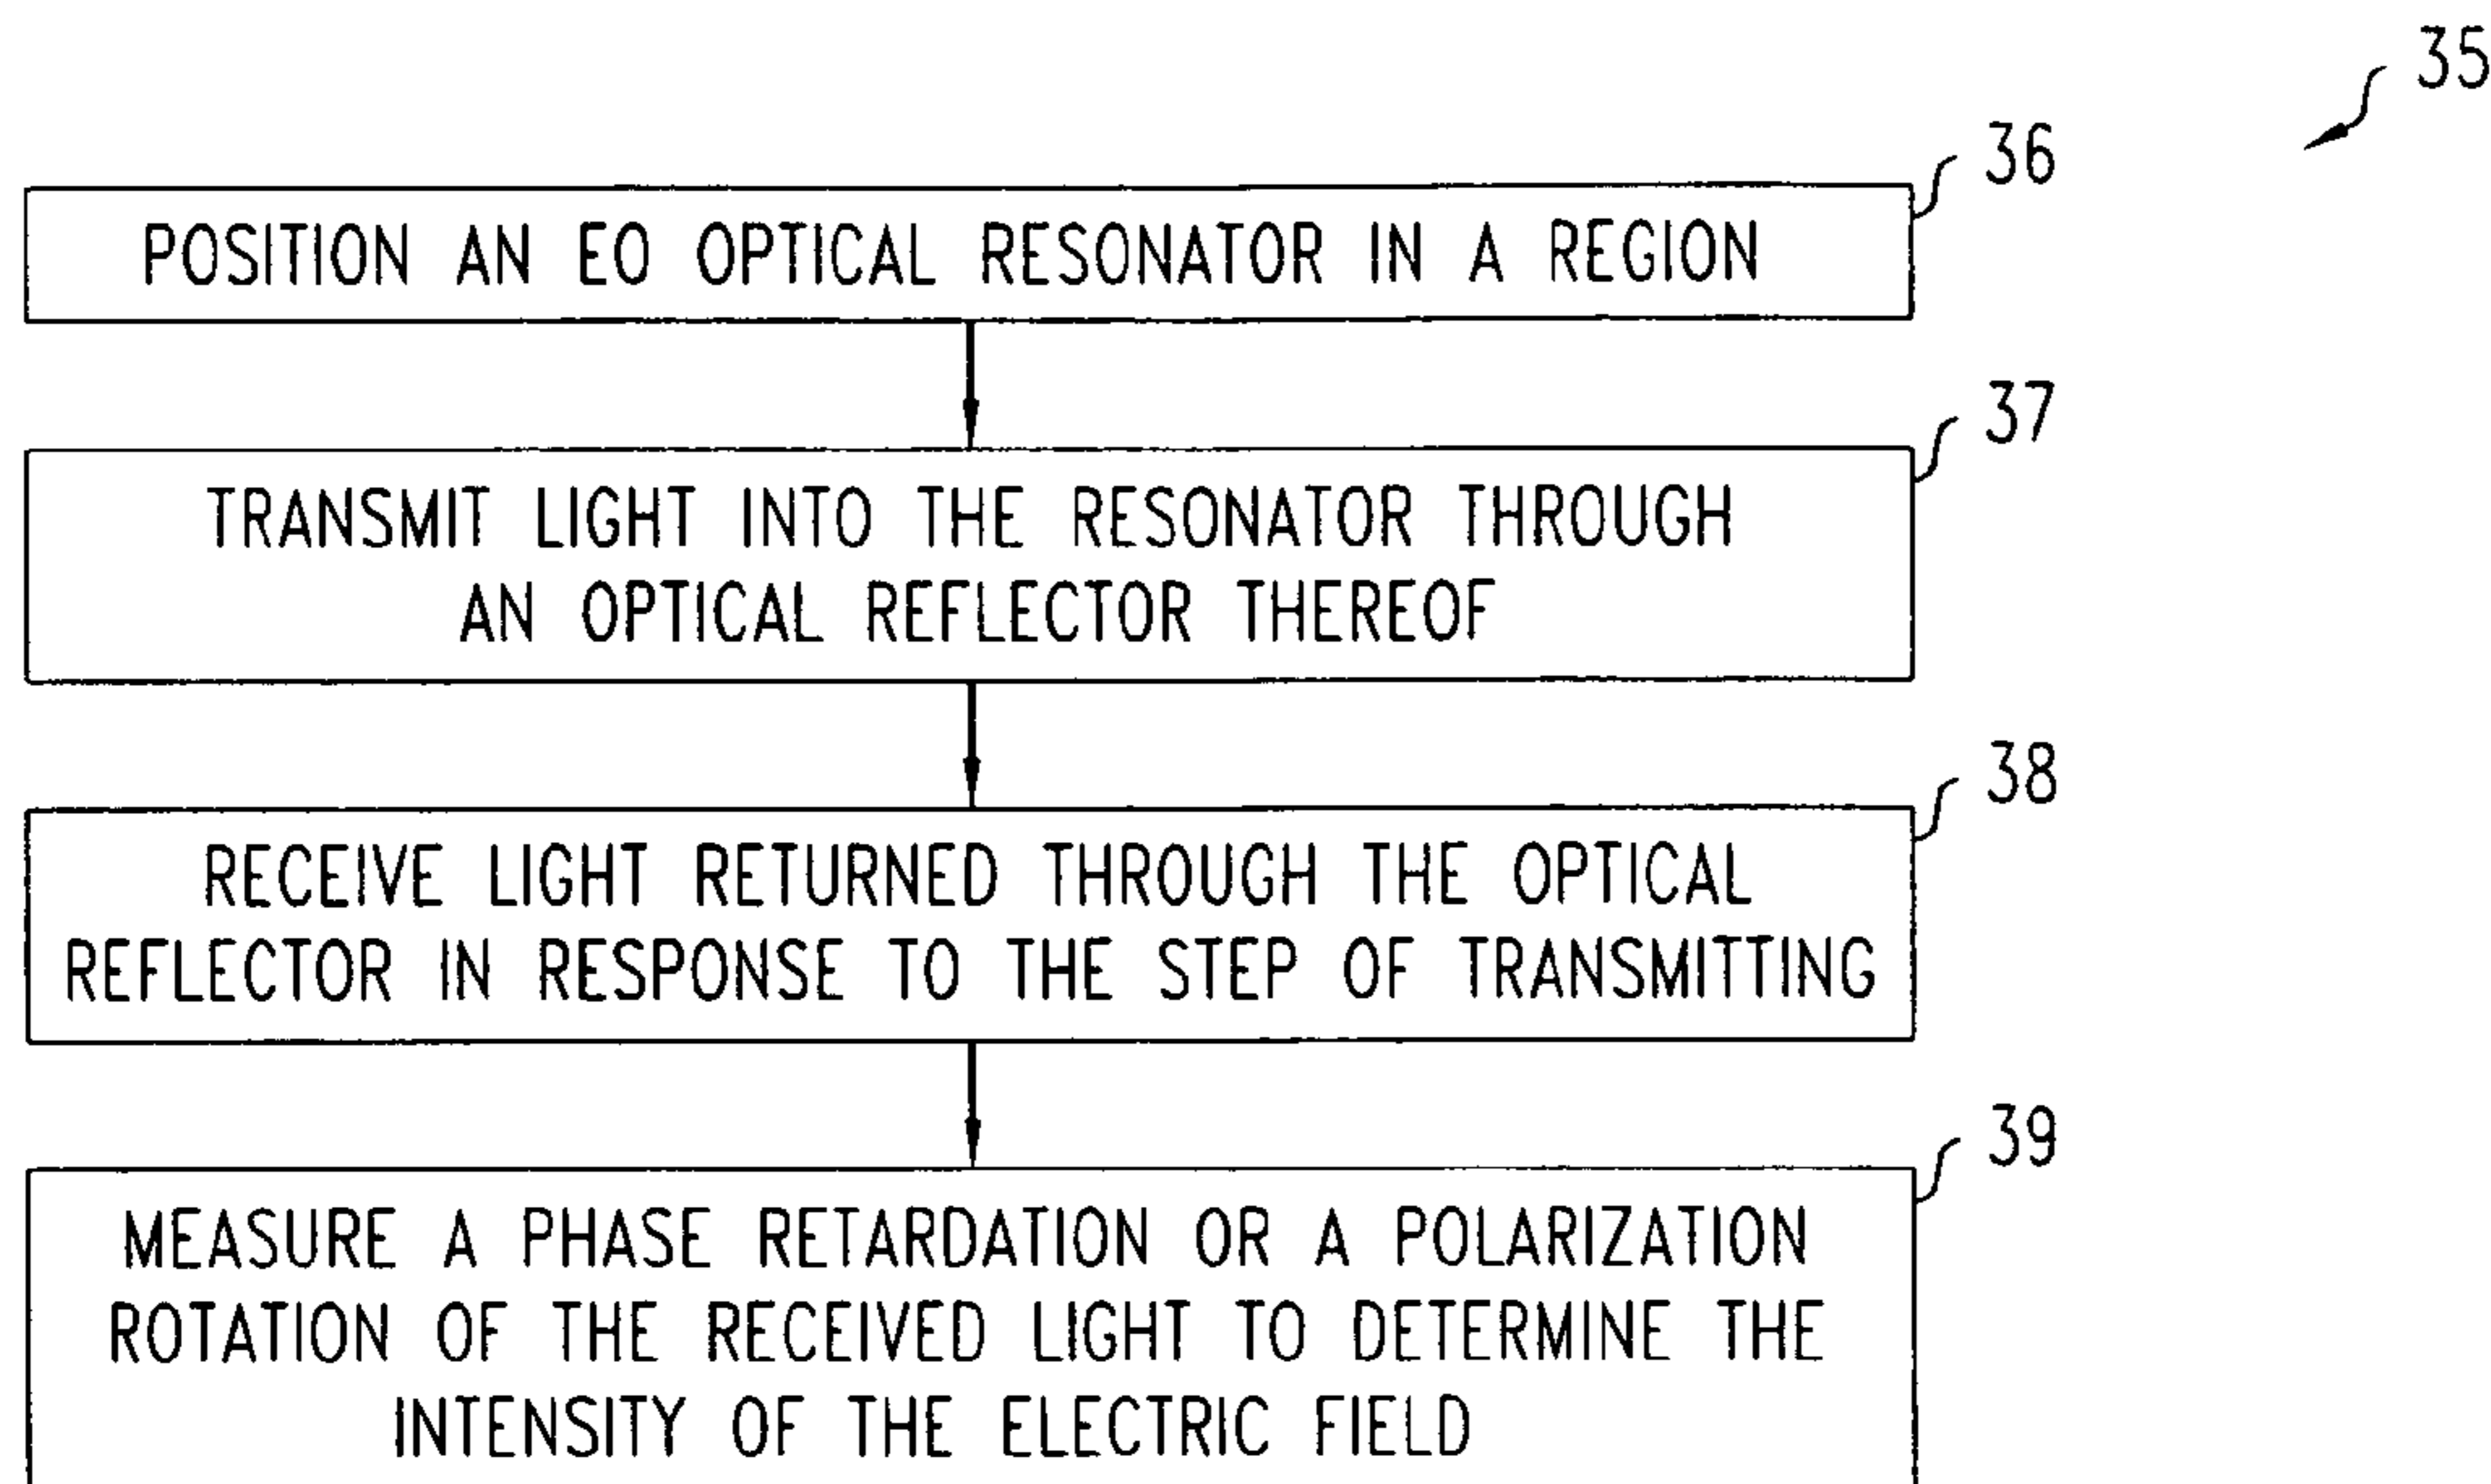 35
36
POSITION AN EO OPTICAL RESONATOR IN A REGION
37
TRANSMIT LIGHT INTO THE RESONATOR THROUGH
AN OPTICAL REFLECTOR THEREOF
38
RECEIVE LIGHT RETURNED THROUGH THE OPTICAL
REFLECTOR IN RESPONSE TO THE STEP OF TRANSMITTING
39
MEASURE A PHASE RETARDATION OR A POLARIZATION
ROTATION OF THE RECEIVED LIGHT TO DETERMINE THE
INTENSITY OF THE ELECTRIC FIELD